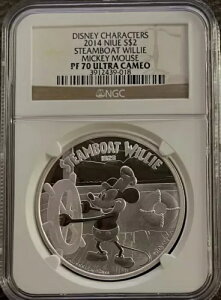 DISNEY CHARACTERS
2014 NIUE S$2
STEAMBOAT WILLIE
MICKEY MOUSE
PF 70 ULTRA CAMEO
3912439-018
NGC
STEAMBOAT WILLIE